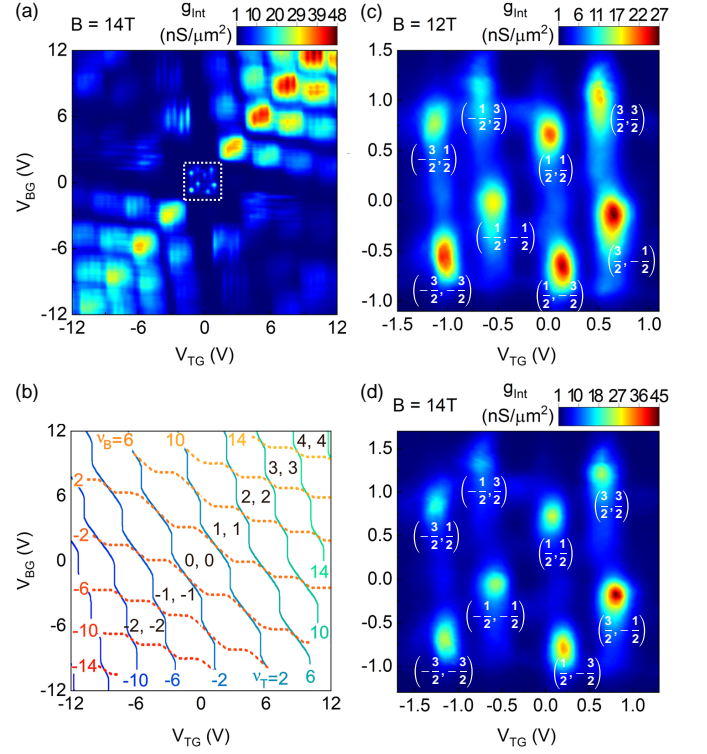 (a)
B = 14T
g_Int
(nS/μm²)
1 10 20 29 39 48
12
6
0
-6
-12
V_BG (V)
-12 -6 0 6 12
V_TG (V)
(c)
B = 12T
g_Int
(nS/μm²)
1 6 11 17 22 27
1.5
1.0
0.5
0.0
-0.5
-1.0
(-1/2, 3/2)
(3/2, 3/2)
(-3/2, 1/2)
(1/2, 1/2)
(-1/2, -1/2)
(3/2, -1/2)
(-3/2, -3/2)
(1/2, -3/2)
-1.5 -1.0 -0.5 0.0 0.5 1.0
V_TG (V)
(b)
12
6
0
-6
-12
V_BG (V)
ν_B=6 10 14 4, 4
2 3, 3
2, 2
-2 1, 1
0, 0 14
-6 -1, -1
-10 -2, -2 10
-14
-10 -6 -2 ν_T=2 6
-12 -6 0 6 12
V_TG (V)
(d)
B = 14T
g_Int
(nS/μm²)
1 10 18 27 36 45
1.5
1.0
0.5
0.0
-0.5
-1.0
(-1/2, 3/2)
(3/2, 3/2)
(-3/2, 1/2)
(1/2, 1/2)
(-1/2, -1/2)
(3/2, -1/2)
(-3/2, -3/2)
(1/2, -3/2)
-1.0 -0.5 0.0 0.5 1.0
V_TG (V)